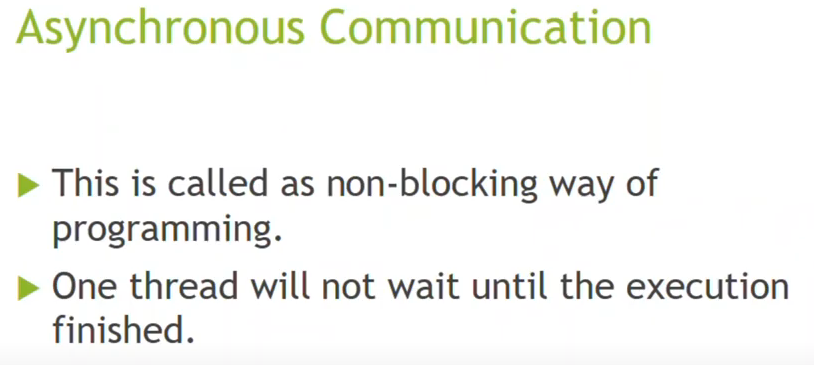 Asynchronous Communication
This is called as non-blocking way of
programming.
One thread will not wait until the execution
finished.